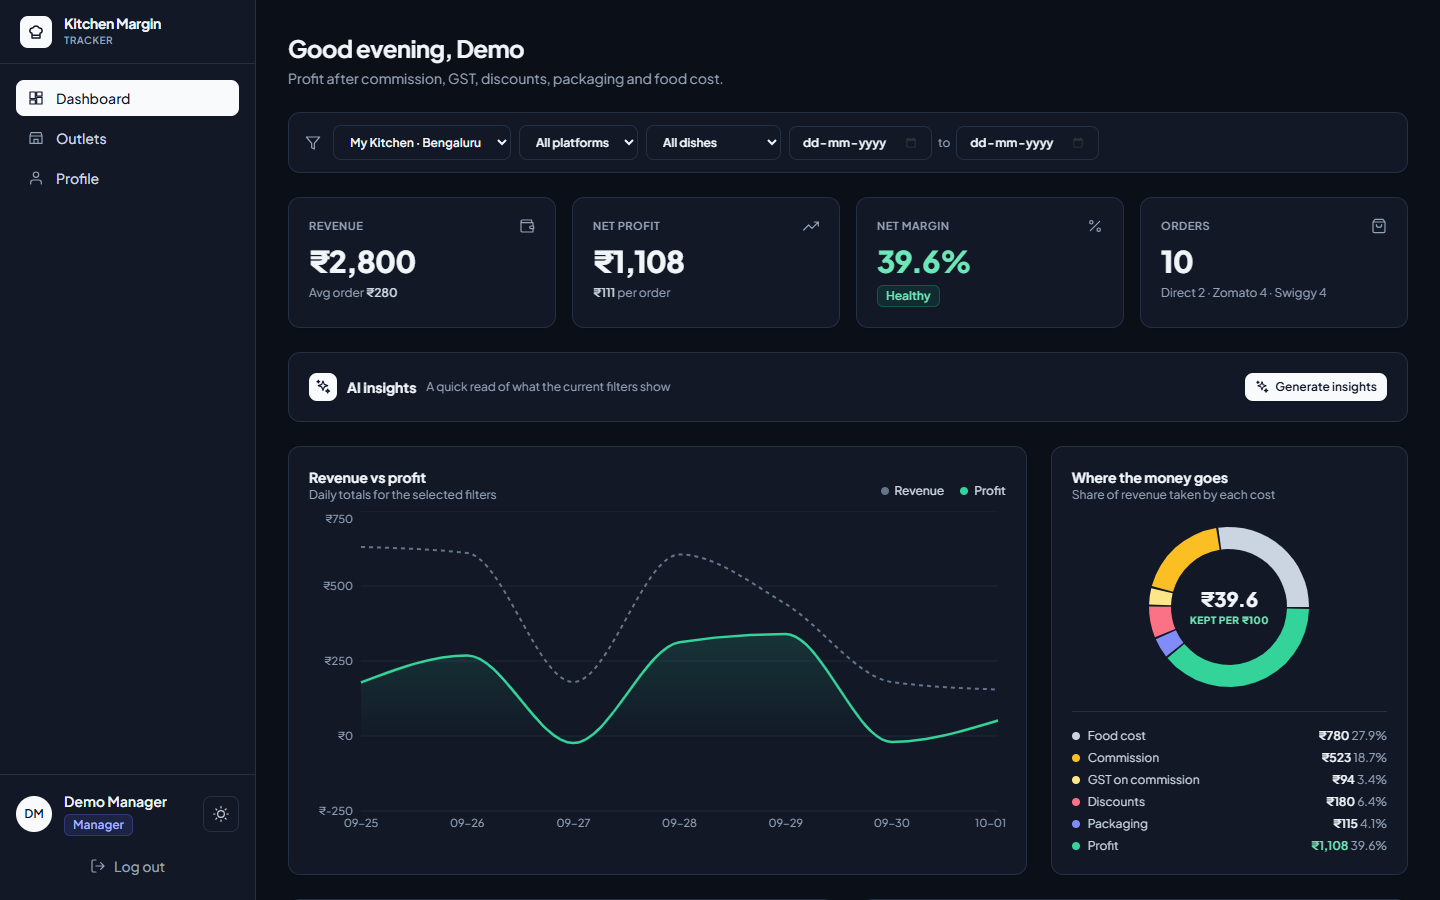 Kitchen Margin
TRACKER
Dashboard
Outlets
Profile
Demo Manager
DM
Manager
Log out
Good evening, Demo
Profit after commission, GST, discounts, packaging and food cost.
My Kitchen · Bengaluru All platforms All dishes dd-mm-yyyy to dd-mm-yyyy
REVENUE
₹2,800
Avg order ₹280
NET PROFIT
₹1,108
₹111 per order
NET MARGIN
39.6%
Healthy
ORDERS
10
Direct 2 · Zomato 4 · Swiggy 4
AI insights A quick read of what the current filters show
Generate insights
Revenue vs profit
Daily totals for the selected filters
Revenue Profit
₹750
₹500
₹250
₹0
₹-250
09-25 09-26 09-27 09-28 09-29 09-30 10-01
Where the money goes
Share of revenue taken by each cost
₹39.6
KEPT PER ₹100
Food cost ₹780 27.9%
Commission ₹523 18.7%
GST on commission ₹94 3.4%
Discounts ₹180 6.4%
Packaging ₹115 4.1%
Profit ₹1,108 39.6%